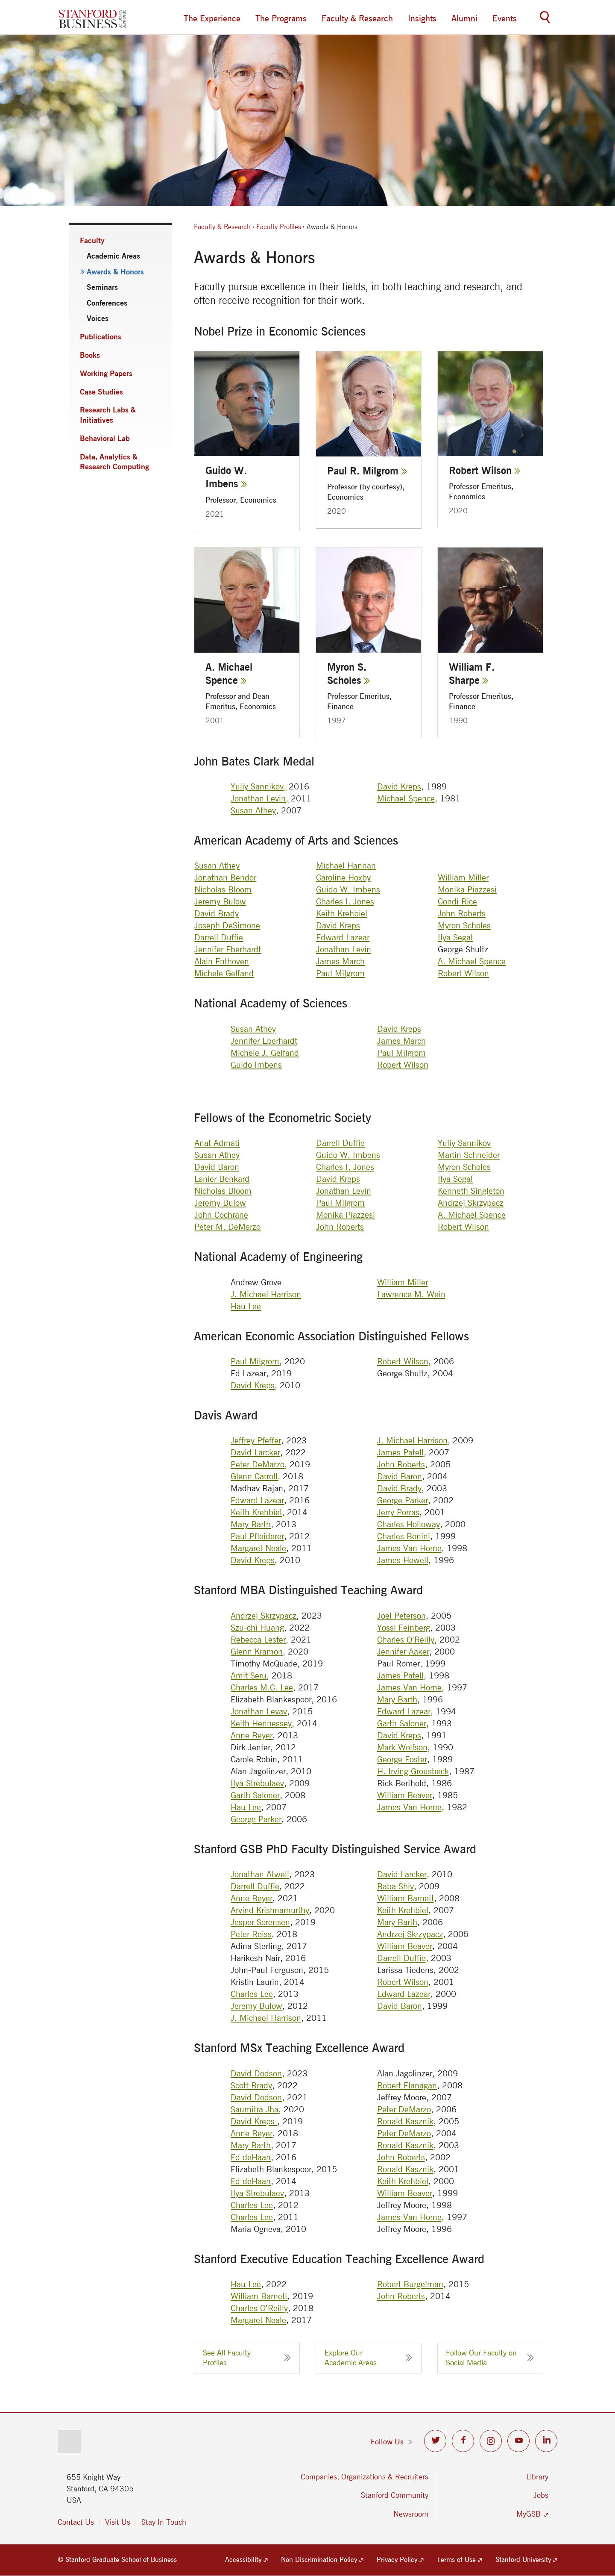 STANFORD
BUSINESS
The Experience
The Programs
Faculty & Research
Insights
Alumni
Events
Faculty
Academic Areas
Awards & Honors
Seminars
Conferences
Voices
Publications
Books
Working Papers
Case Studies
Research Labs &
Initiatives
Behavioral Lab
Data, Analytics &
Research Computing
Faculty & Research › Faculty Profiles › Awards & Honors
Awards & Honors
Faculty pursue excellence in their fields, in both teaching and research, and
often receive recognition for their work.
Nobel Prize in Economic Sciences
Guido W.
Imbens
Professor, Economics
2021
Paul R. Milgrom
Professor (by courtesy),
Economics
2020
Robert Wilson
Professor Emeritus,
Economics
2020
A. Michael
Spence
Professor and Dean
Emeritus, Economics
2001
Myron S.
Scholes
Professor Emeritus,
Finance
1997
William F.
Sharpe
Professor Emeritus,
Finance
1990
John Bates Clark Medal
Yuliy Sannikov, 2016
Jonathan Levin, 2011
Susan Athey, 2007
David Kreps, 1989
Michael Spence, 1981
American Academy of Arts and Sciences
Susan Athey
Jonathan Bendor
Nicholas Bloom
Jeremy Bulow
David Brady
Joseph DeSimone
Darrell Duffie
Jennifer Eberhardt
Alain Enthoven
Michele Gelfand
Michael Hannan
Caroline Hoxby
Guido W. Imbens
Charles I. Jones
Keith Krehbiel
David Kreps
Edward Lazear
Jonathan Levin
James March
Paul Milgrom
William Miller
Monika Piazzesi
Condi Rice
John Roberts
Myron Scholes
Ilya Segal
George Shultz
A. Michael Spence
Robert Wilson
National Academy of Sciences
Susan Athey
Jennifer Eberhardt
Michele J. Gelfand
Guido Imbens
David Kreps
James March
Paul Milgrom
Robert Wilson
Fellows of the Econometric Society
Anat Admati
Susan Athey
David Baron
Lanier Benkard
Nicholas Bloom
Jeremy Bulow
John Cochrane
Peter M. DeMarzo
Darrell Duffie
Guido W. Imbens
Charles I. Jones
David Kreps
Jonathan Levin
Paul Milgrom
Monika Piazzesi
John Roberts
Yuliy Sannikov
Martin Schneider
Myron Scholes
Ilya Segal
Kenneth Singleton
Andrzej Skrzypacz
A. Michael Spence
Robert Wilson
National Academy of Engineering
Andrew Grove
J. Michael Harrison
Hau Lee
William Miller
Lawrence M. Wein
American Economic Association Distinguished Fellows
Paul Milgrom, 2020
Ed Lazear, 2019
David Kreps, 2010
Robert Wilson, 2006
George Shultz, 2004
Davis Award
Jeffrey Pfeffer, 2023
David Larcker, 2022
Peter DeMarzo, 2019
Glenn Carroll, 2018
Madhav Rajan, 2017
Edward Lazear, 2016
Keith Krehbiel, 2014
Mary Barth, 2013
Paul Pfleiderer, 2012
Margaret Neale, 2011
David Kreps, 2010
J. Michael Harrison, 2009
James Patell, 2007
John Roberts, 2005
David Baron, 2004
David Brady, 2003
George Parker, 2002
Jerry Porras, 2001
Charles Holloway, 2000
Charles Bonini, 1999
James Van Horne, 1998
James Howell, 1996
Stanford MBA Distinguished Teaching Award
Andrzej Skrzypacz, 2023
Szu-chi Huang, 2022
Rebecca Lester, 2021
Glenn Kramon, 2020
Timothy McQuade, 2019
Amit Seru, 2018
Charles M.C. Lee, 2017
Elizabeth Blankespoor, 2016
Jonathan Levav, 2015
Keith Hennessey, 2014
Anne Beyer, 2013
Dirk Jenter, 2012
Carole Robin, 2011
Alan Jagolinzer, 2010
Ilya Strebulaev, 2009
Garth Saloner, 2008
Hau Lee, 2007
George Parker, 2006
Joel Peterson, 2005
Yossi Feinberg, 2003
Charles O'Reilly, 2002
Jennifer Aaker, 2000
Paul Romer, 1999
James Patell, 1998
James Van Horne, 1997
Mary Barth, 1996
Edward Lazear, 1994
Garth Saloner, 1993
David Kreps, 1991
Mark Wolfson, 1990
George Foster, 1989
H. Irving Grousbeck, 1987
Rick Berthold, 1986
William Beaver, 1985
James Van Horne, 1982
Stanford GSB PhD Faculty Distinguished Service Award
Jonathan Atwell, 2023
Darrell Duffie, 2022
Anne Beyer, 2021
Arvind Krishnamurthy, 2020
Jesper Sorensen, 2019
Peter Reiss, 2018
Adina Sterling, 2017
Harikesh Nair, 2016
John-Paul Ferguson, 2015
Kristin Laurin, 2014
Charles Lee, 2013
Jeremy Bulow, 2012
J. Michael Harrison, 2011
David Larcker, 2010
Baba Shiv, 2009
William Barnett, 2008
Keith Krehbiel, 2007
Mary Barth, 2006
Andrzej Skrzypacz, 2005
William Beaver, 2004
Darrell Duffie, 2003
Larissa Tiedens, 2002
Robert Wilson, 2001
Edward Lazear, 2000
David Baron, 1999
Stanford MSx Teaching Excellence Award
David Dodson, 2023
Scott Brady, 2022
David Dodson, 2021
Saumitra Jha, 2020
David Kreps , 2019
Anne Beyer, 2018
Mary Barth, 2017
Ed deHaan, 2016
Elizabeth Blankespoor, 2015
Ed deHaan, 2014
Ilya Strebulaev, 2013
Charles Lee, 2012
Charles Lee, 2011
Maria Ogneva, 2010
Alan Jagolinzer, 2009
Robert Flanagan, 2008
Jeffrey Moore, 2007
Peter DeMarzo, 2006
Ronald Kasznik, 2005
Peter DeMarzo, 2004
Ronald Kasznik, 2003
John Roberts, 2002
Ronald Kasznik, 2001
Keith Krehbiel, 2000
William Beaver, 1999
Jeffrey Moore, 1998
James Van Horne, 1997
Jeffrey Moore, 1996
Stanford Executive Education Teaching Excellence Award
Hau Lee, 2022
William Barnett, 2019
Charles O'Reilly, 2018
Margaret Neale, 2017
Robert Burgelman, 2015
John Roberts, 2014
See All Faculty
Profiles
Explore Our
Academic Areas
Follow Our Faculty on
Social Media
Follow Us
655 Knight Way
Stanford, CA 94305
USA
Contact Us
Visit Us
Stay In Touch
Companies, Organizations & Recruiters
Stanford Community
Newsroom
Library
Jobs
MyGSB
© Stanford Graduate School of Business
Accessibility
Non-Discrimination Policy
Privacy Policy
Terms of Use
Stanford University